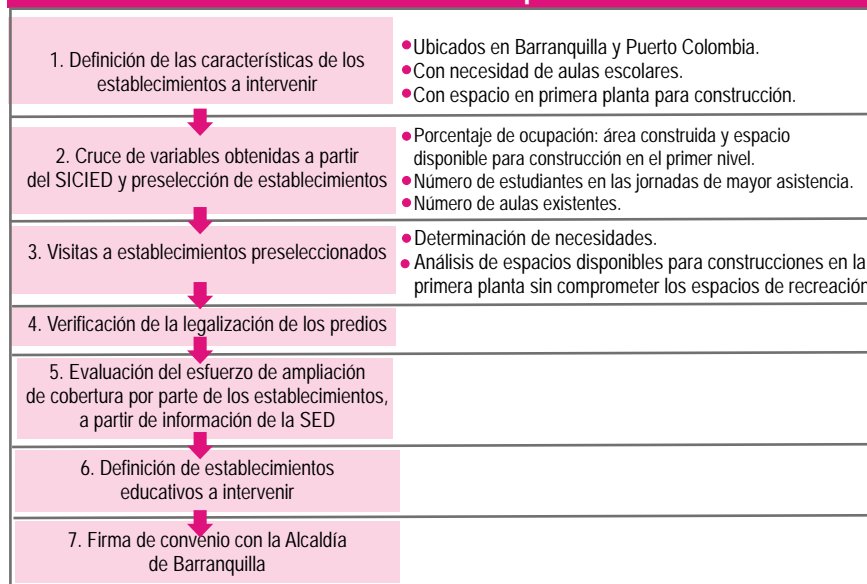 1. Definición de las características de los
establecimientos a intervenir
Ubicados en Barranquilla y Puerto Colombia.
Con necesidad de aulas escolares.
Con espacio en primera planta para construcción.
2. Cruce de variables obtenidas a partir
del SICIED y preselección de establecimientos
Porcentaje de ocupación: área construida y espacio
disponible para construcción en el primer nivel.
Número de estudiantes en las jornadas de mayor asistencia.
Número de aulas existentes.
3. Visitas a establecimientos preseleccionados
Determinación de necesidades.
Análisis de espacios disponibles para construcciones en la
primera planta sin comprometer los espacios de recreación
4. Verificación de la legalización de los predios
5. Evaluación del esfuerzo de ampliación
de cobertura por parte de los establecimientos,
a partir de información de la SED
6. Definición de establecimientos
educativos a intervenir
7. Firma de convenio con la Alcaldía
de Barranquilla